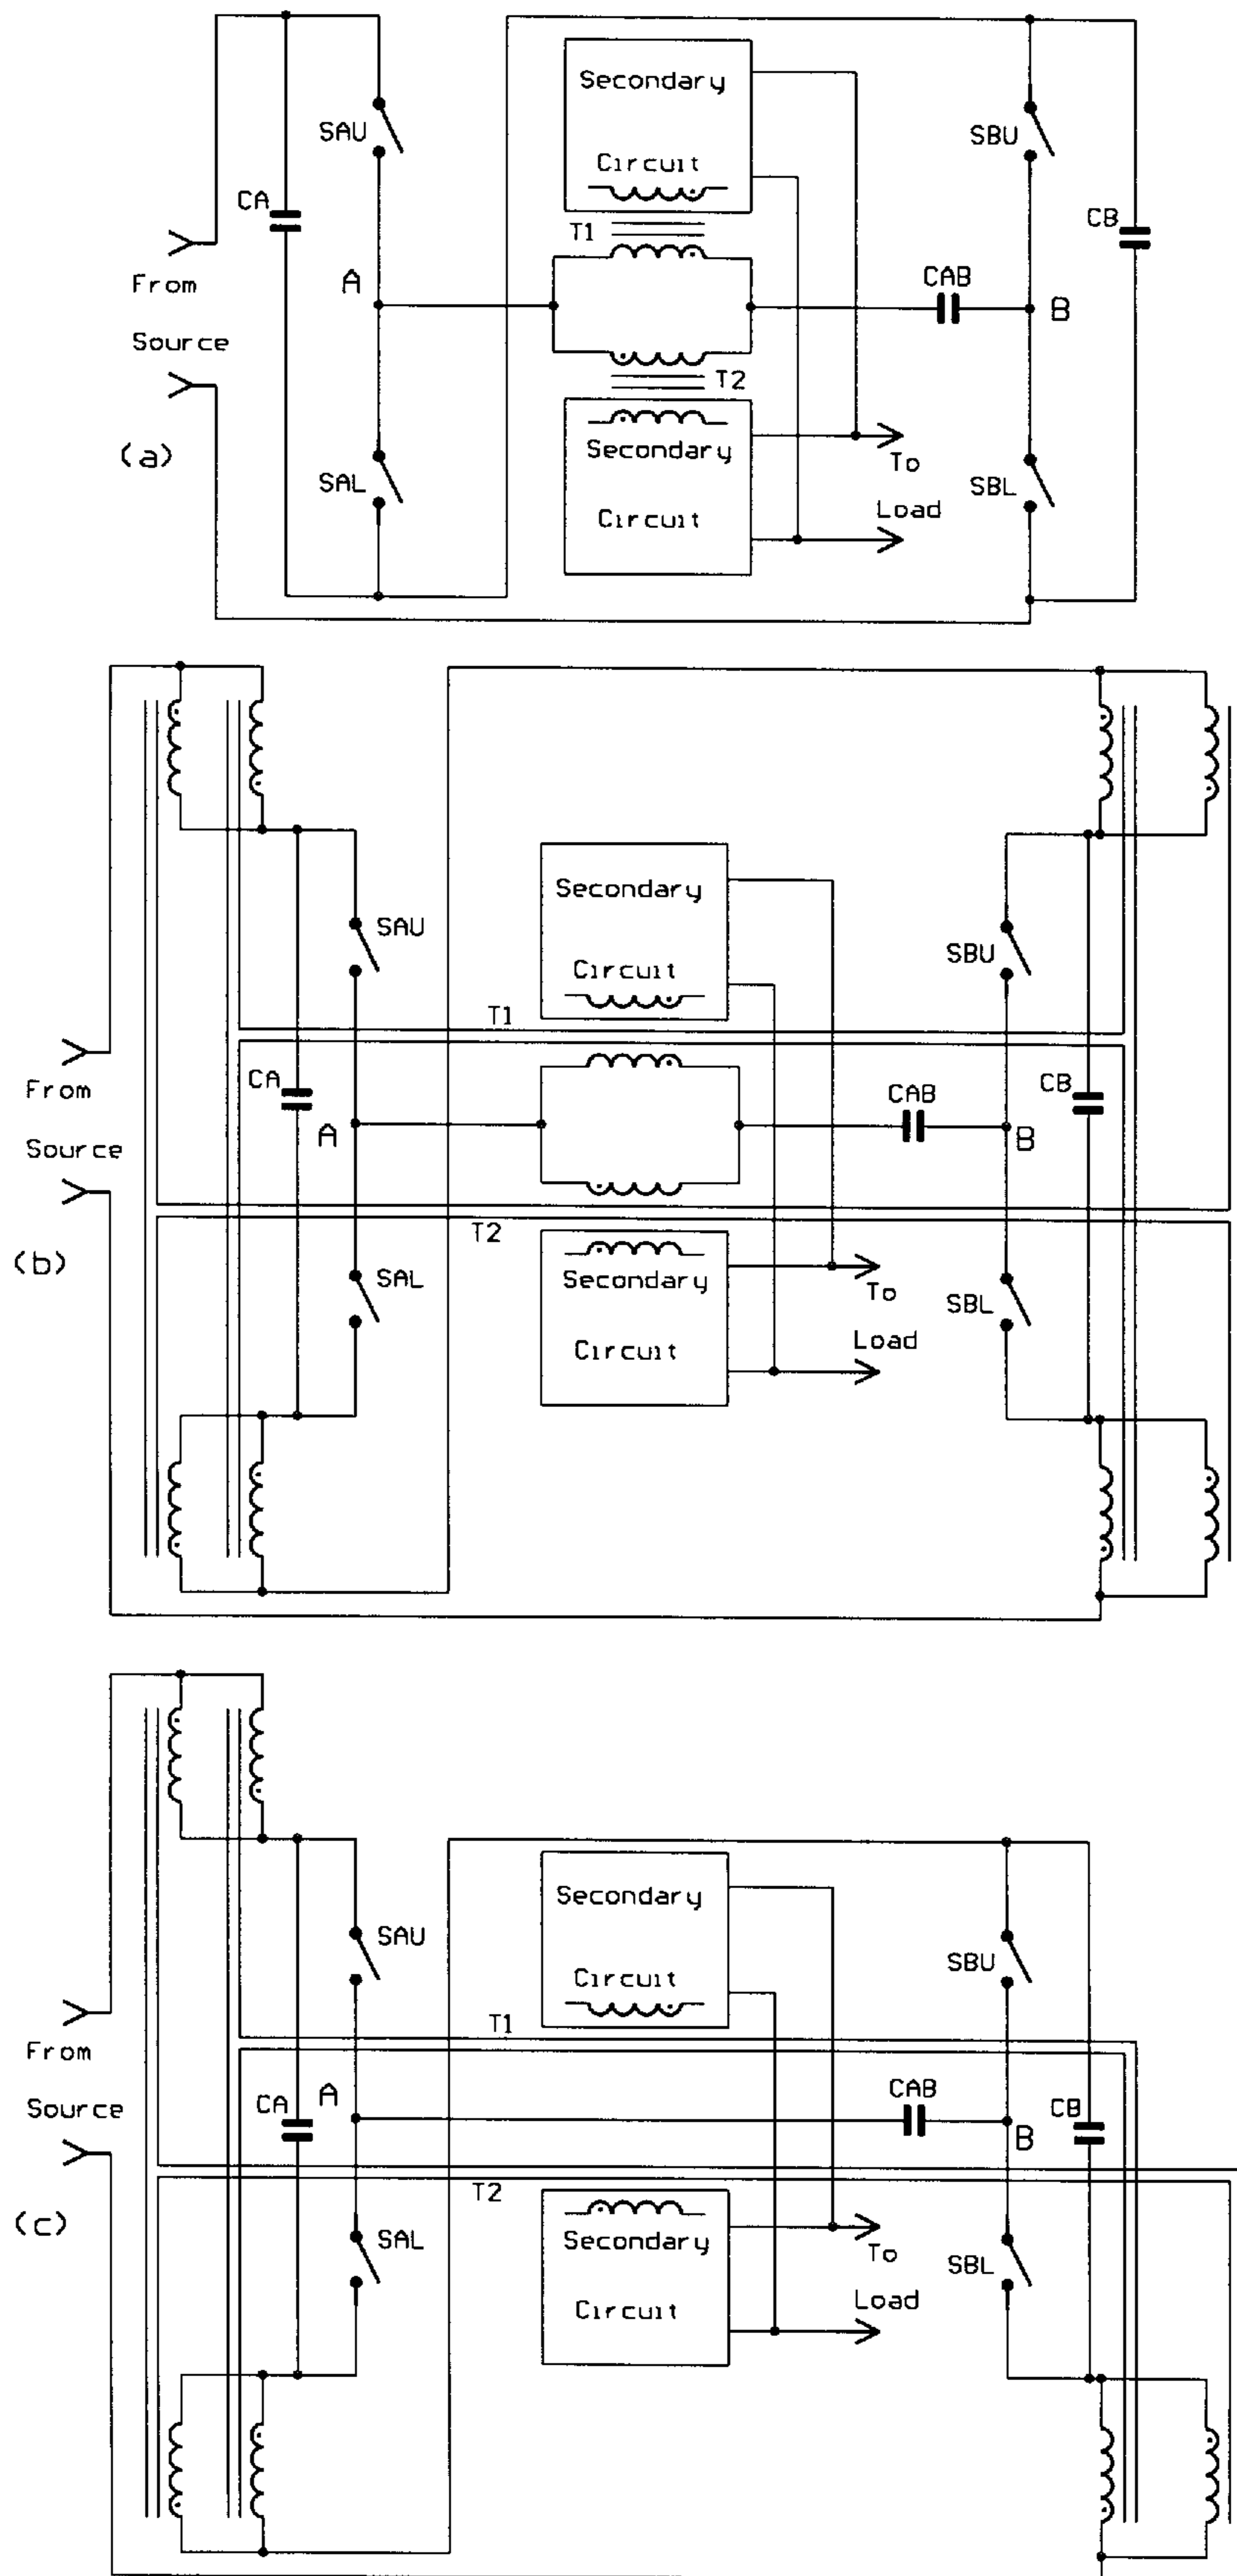 Secondary
SAU
SBU
Circuit
CA
CB
T1
CAB
From
A
B
Source
T2
(a)
Secondary
To
SAL
SBL
Load
Circuit
Secondary
SAU
SBU
Circuit
T1
From
CA
CAB
CB
A
B
Source
T2
(b)
SAL
Secondary
To
SBL
Load
Circuit
Secondary
SAU
SBU
Circuit
T1
From
CAB
A
CA
CB
Source
B
T2
(c)
SAL
Secondary
To
SBL
Load
Circuit